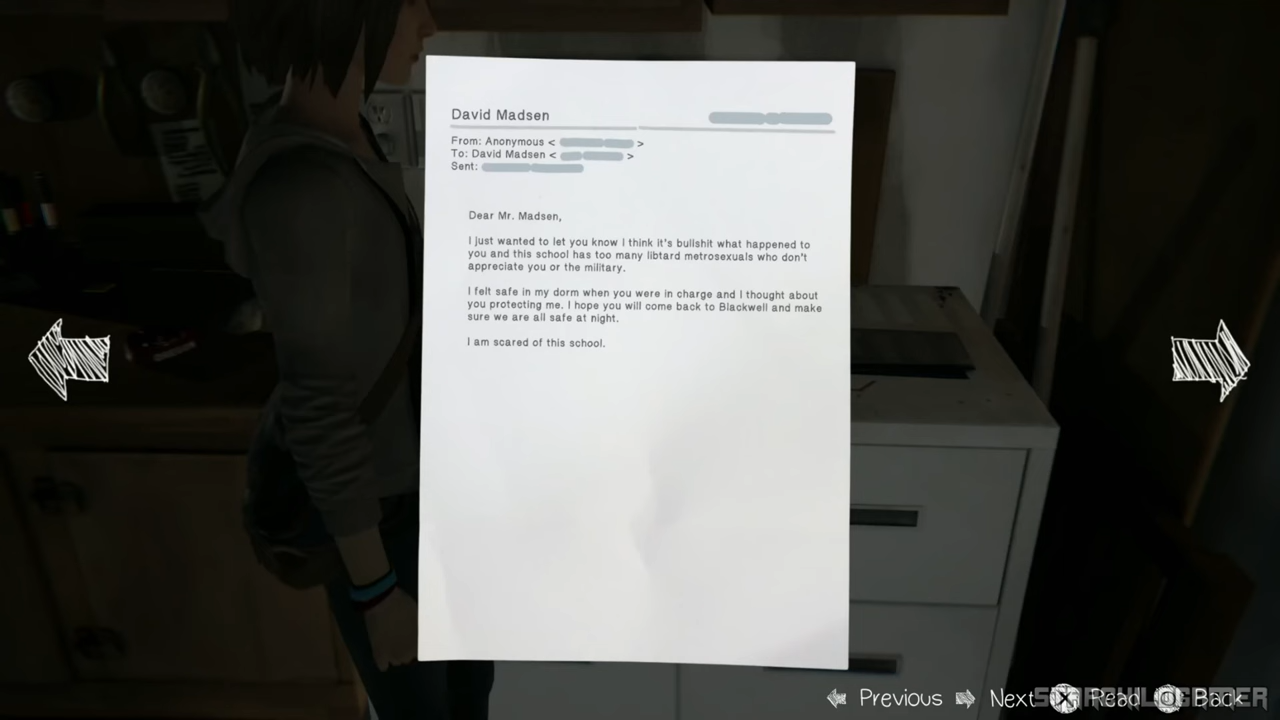 David Madsen
From: Anonymous < >
To: David Madsen < >
Sent:
Dear Mr. Madsen,
I just wanted to let you know I think it's bullshit what happened to
you and this school has too many libtard metrosexuals who don't
appreciate you or the military.
I felt safe in my dorm when you were in charge and I thought about
you protecting me. I hope you will come back to Blackwell and make
sure we are all safe at night.
I am scared of this school.
Previous Next Read Back